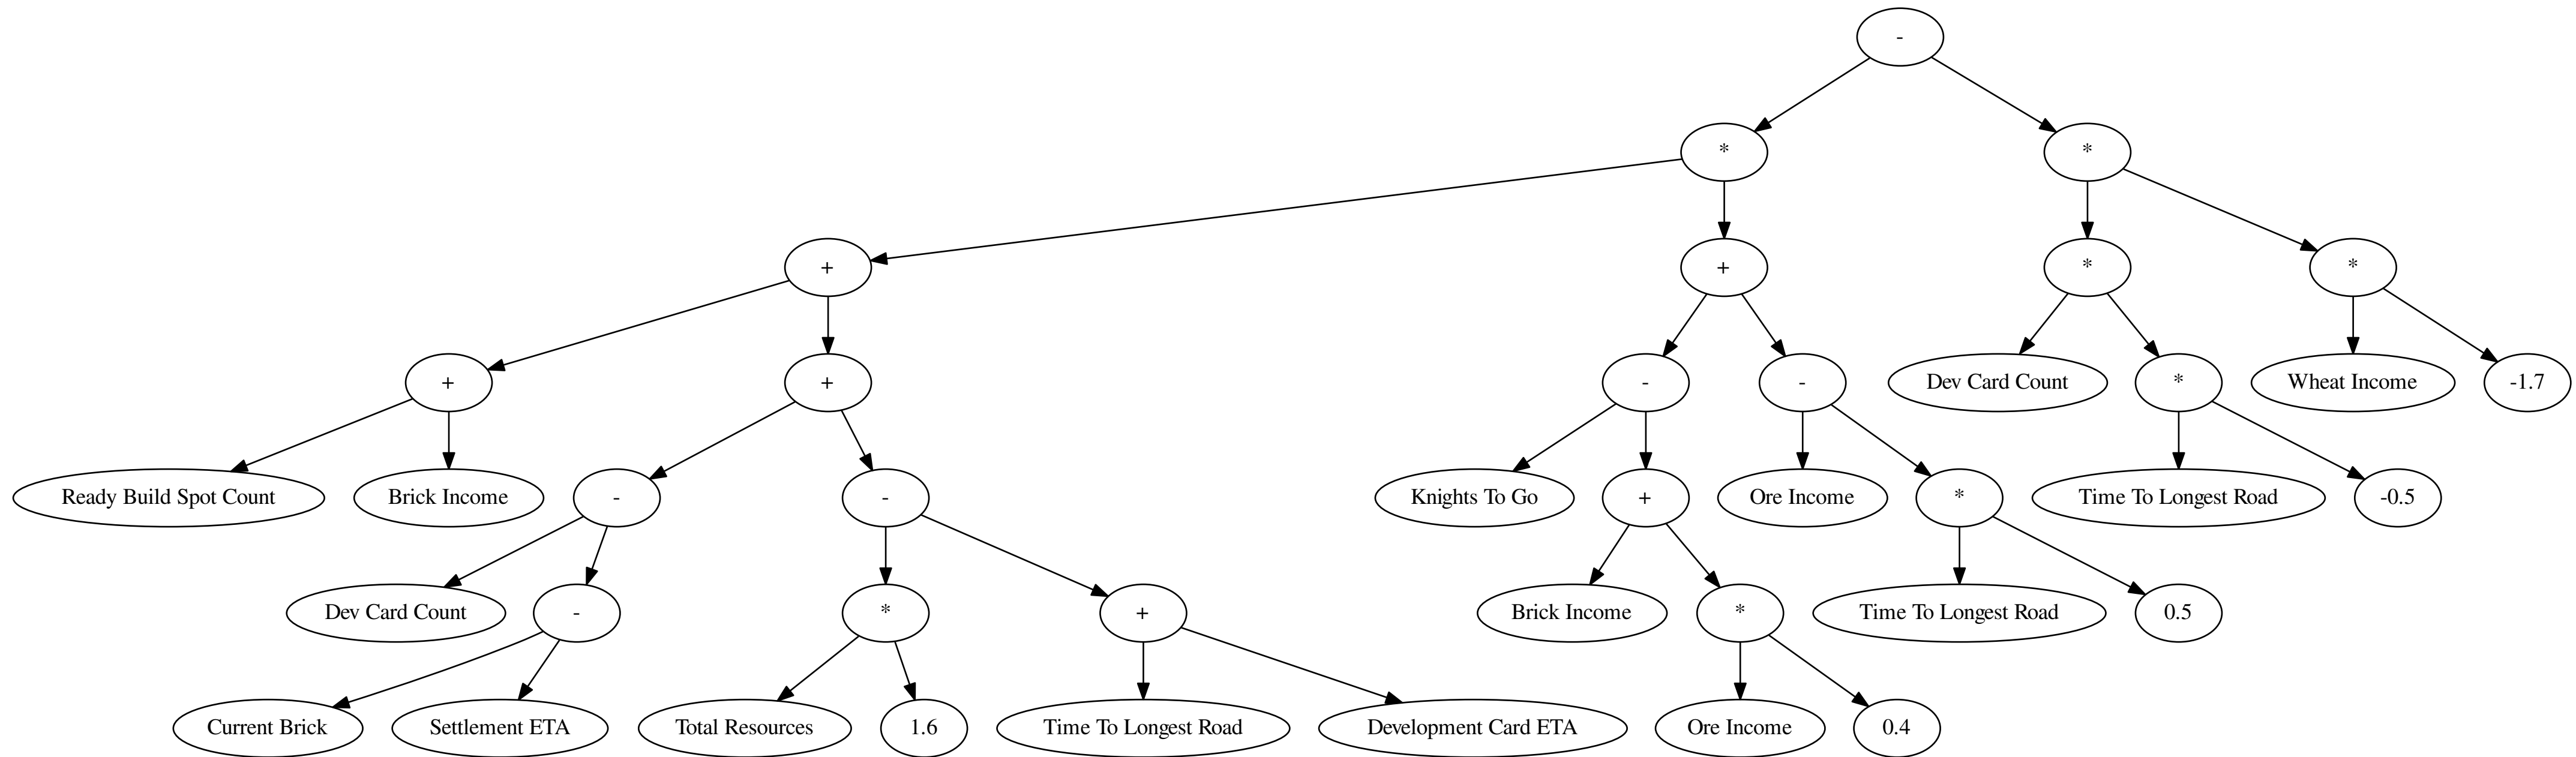 -
*
*
+
+
*
*
+
+
-
-
Dev Card Count
*
Wheat Income
-1.7
Ready Build Spot Count
Brick Income
-
-
Knights To Go
+
Ore Income
*
Time To Longest Road
-0.5
Dev Card Count
-
*
+
Brick Income
*
Time To Longest Road
0.5
Current Brick
Settlement ETA
Total Resources
1.6
Time To Longest Road
Development Card ETA
Ore Income
0.4